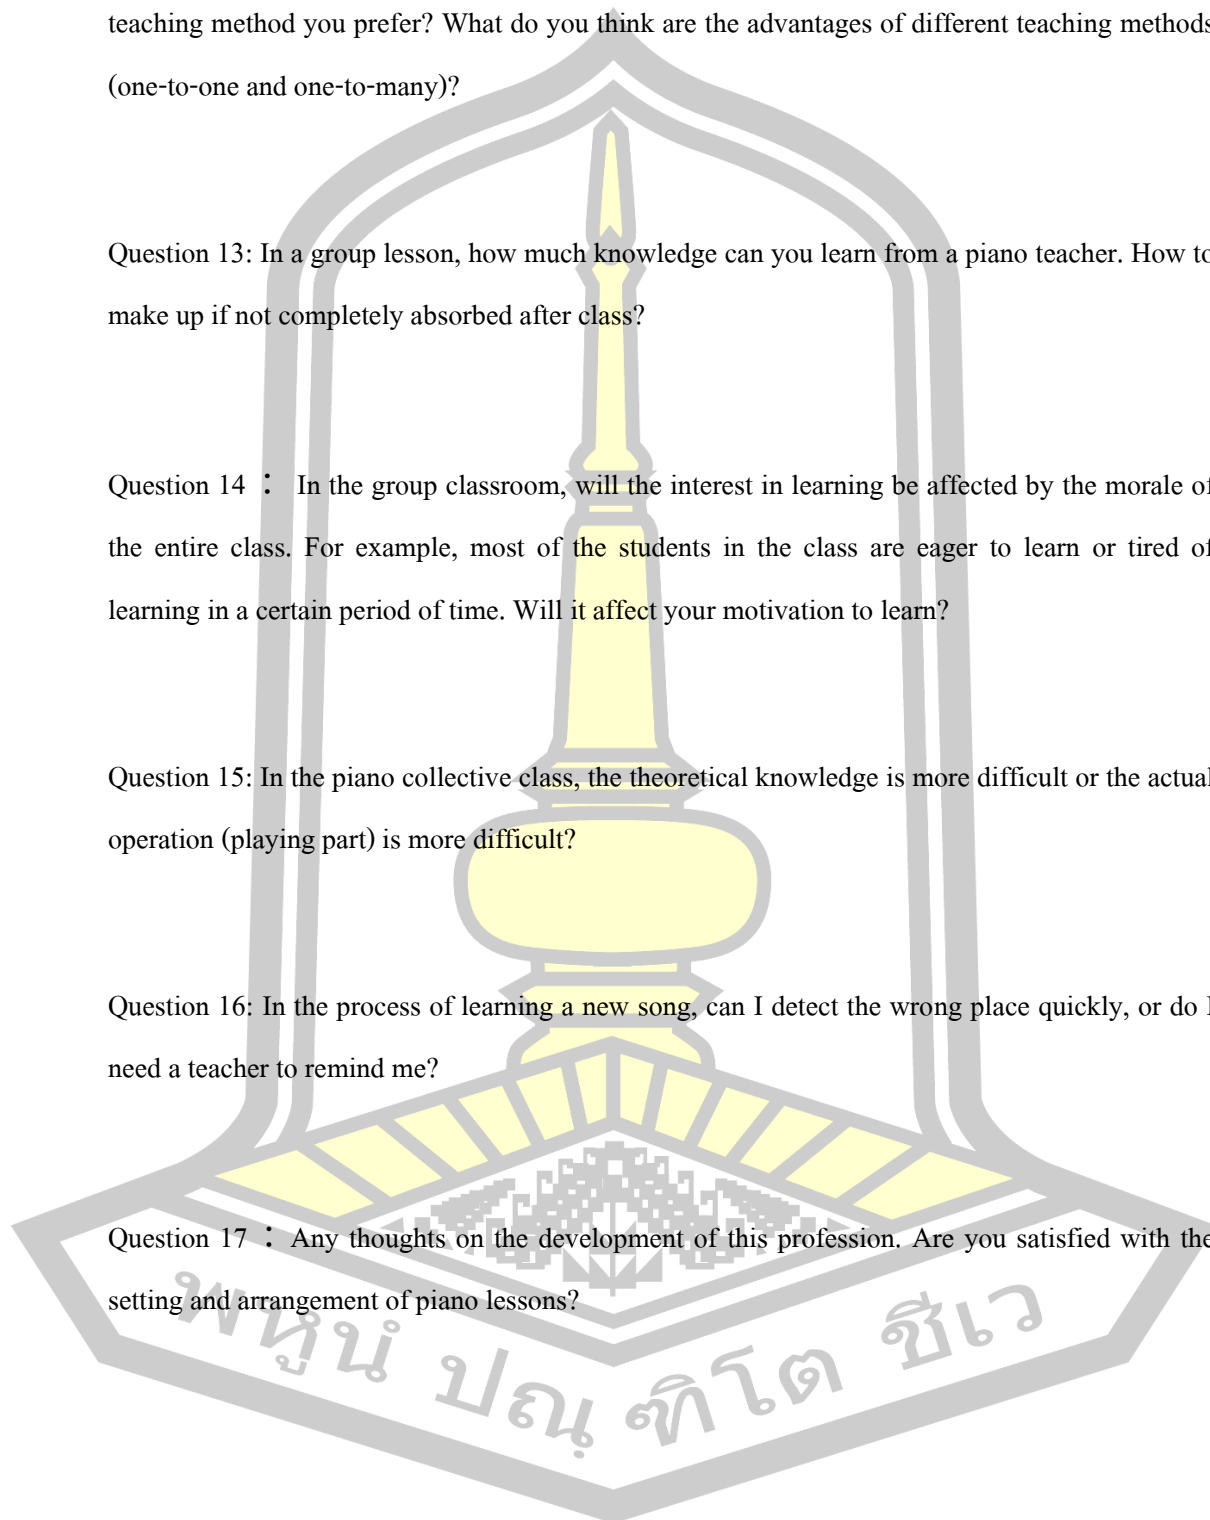 teaching method you prefer? What do you think are the advantages of different teaching methods
(one-to-one and one-to-many)?
Question 13: In a group lesson, how much knowledge can you learn from a piano teacher. How to
make up if not completely absorbed after class?
Question 14： In the group classroom, will the interest in learning be affected by the morale of
the entire class. For example, most of the students in the class are eager to learn or tired of
learning in a certain period of time. Will it affect your motivation to learn?
Question 15: In the piano collective class, the theoretical knowledge is more difficult or the actual
operation (playing part) is more difficult?
Question 16: In the process of learning a new song, can I detect the wrong place quickly, or do I
need a teacher to remind me?
Question 17： Any thoughts on the development of this profession. Are you satisfied with the
setting and arrangement of piano lessons?
พหูนํ ปณฺฑิโต ชีเว